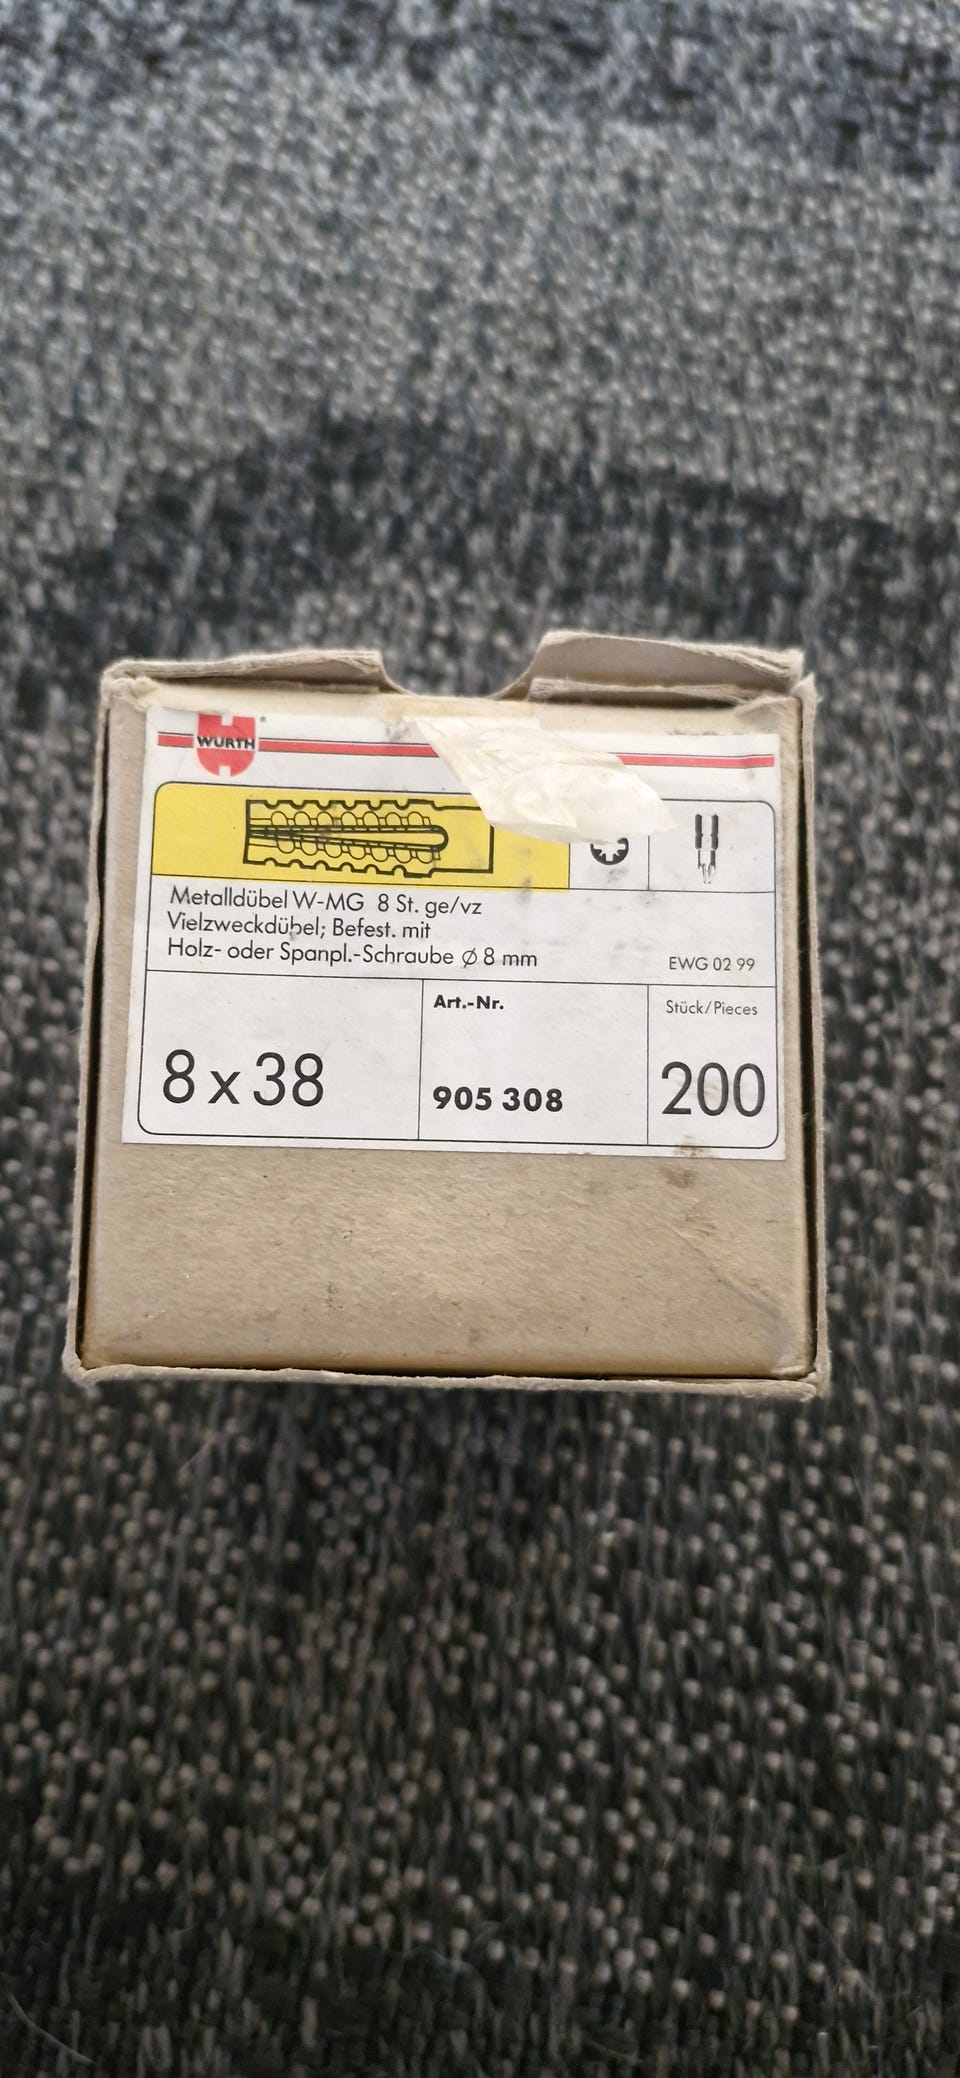 WÜRTH
Metalldübel W-MG 8 St. ge/vz
Vielzweckdübel; Befest. mit
Holz- oder Spanpl.-Schraube Ø 8 mm
EWG 02 99
Art.-Nr.
Stück/Pieces
8 x 38
905 308
200